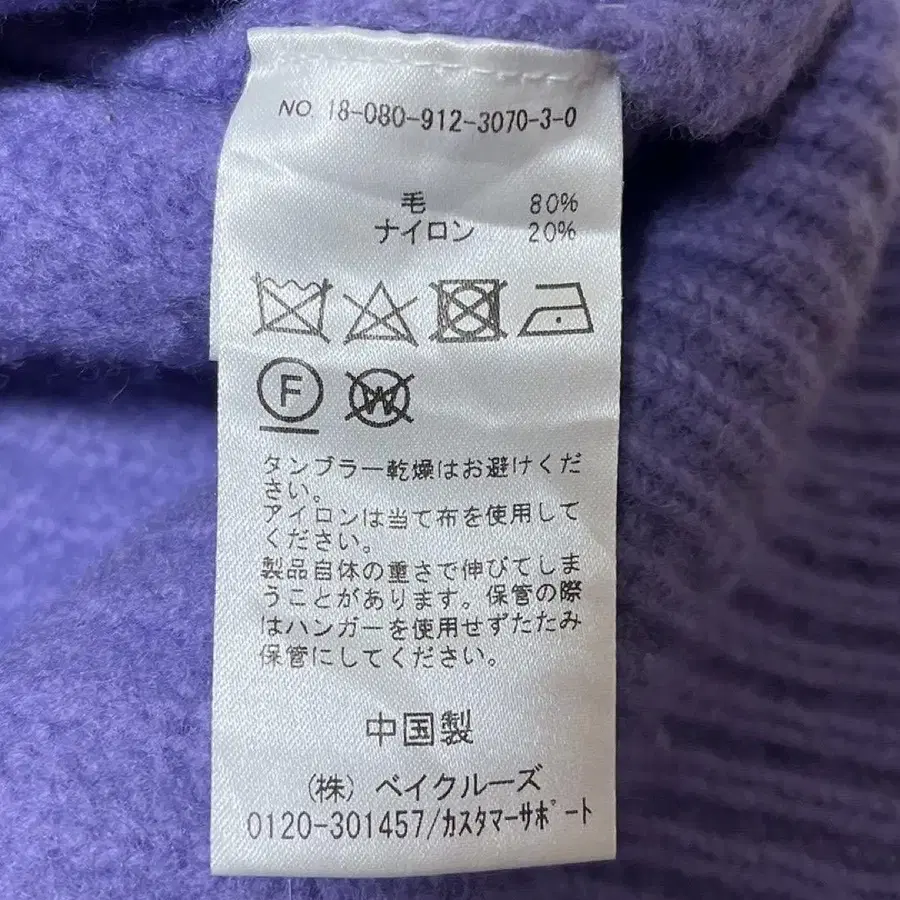 NO. 18-080-912-3070-3-0
毛 80%
ナイロン 20%
F
W
タンブラー乾燥はお避けくだ
さい。
アイロンは当て布を使用して
ください。
製品自体の重さで伸びてしま
うことがあります。保管の際
はハンガーを使用せずたたみ
保管にしてください。
中国製
(株) ベイクルーズ
0120-301457/カスタマーサポート